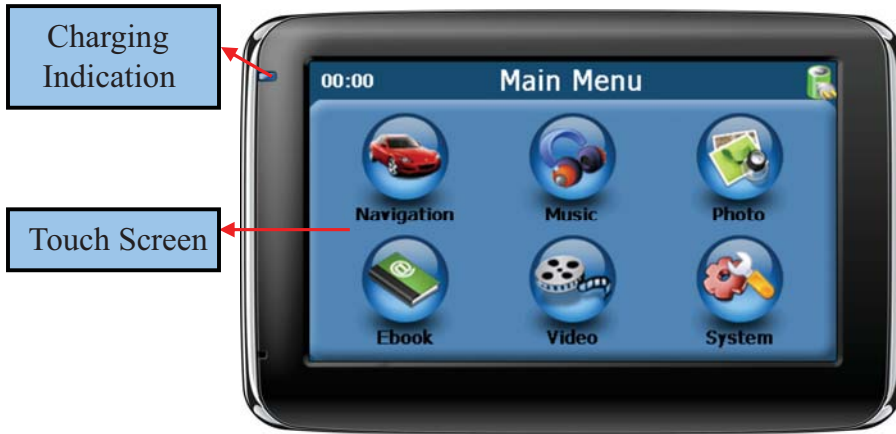 Charging
Indication
00:00 Main Menu
Navigation Music Photo
Touch Screen
Ebook Video System